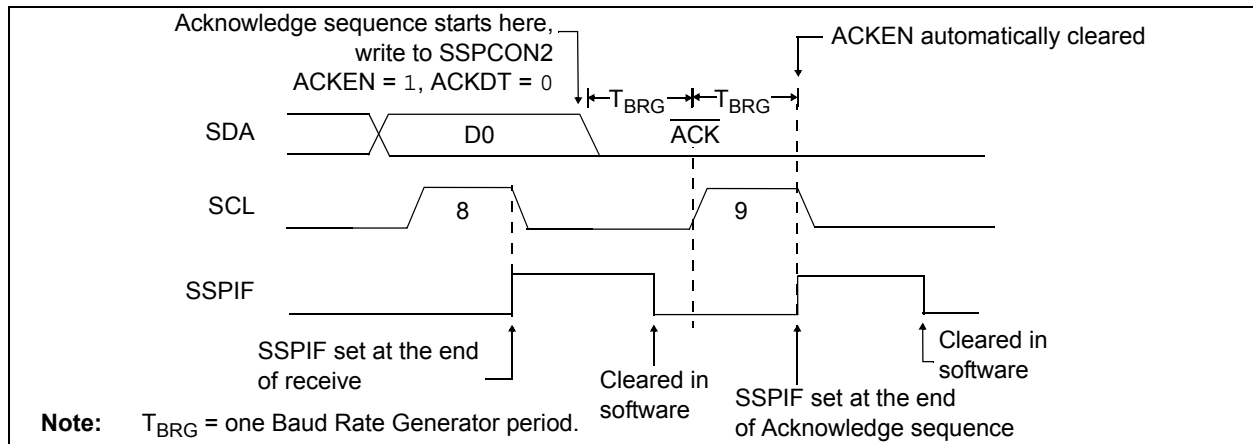 Acknowledge sequence starts here,
write to SSPCON2
ACKEN = 1, ACKDT = 0
ACKEN automatically cleared
TBRG
TBRG
SDA
D0
ACK
SCL
8
9
SSPIF
SSPIF set at the end
of receive
Cleared in
software
SSPIF set at the end
of Acknowledge sequence
Cleared in
software
Note: TBRG = one Baud Rate Generator period.